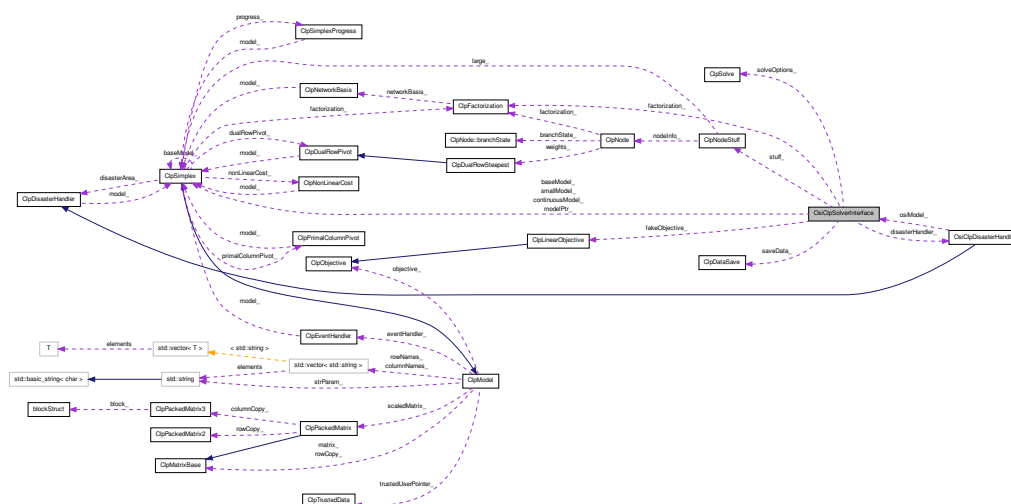 progress_
ClpSimplexProgress
model_
large_
ClpSolve
solveOptions_
model_
ClpNetworkBasis
networkBasis_
ClpFactorization
factorization_
factorization_
factorization_
dualRowPivot_
ClpNode::branchState
branchState_
ClpNode
nodeInfo_
ClpNodeStuff
weights_
baseModel_
model_
ClpDualRowPivot
ClpDualRowSteepest
stuff_
ClpSimplex
disasterArea_
nonLinearCost_
ClpNonLinearCost
model_
model_
ClpDisasterHandler
baseModel_
smallModel_
continuousModel_
modelPtr_
OsiClpSolverInterface
osiModel_
fakeObjective_
disasterHandler_
model_
ClpPrimalColumnPivot
ClpLinearObjective
OsiClpDisasterHandl
primalColumnPivot_
saveData_
ClpObjective
ClpDataSave
objective_
model_
eventHandler_
ClpEventHandler
T
elements
std::vector< T >
< std::string >
rowNames_
columnNames_
std::vector< std::string >
elements
std::basic_string< char >
std::string
strParam_
ClpModel
blockStruct
block_
ClpPackedMatrix3
columnCopy_
scaledMatrix_
ClpPackedMatrix
rowCopy_
ClpPackedMatrix2
matrix_
rowCopy_
ClpMatrixBase
trustedUserPointer_
ClpTrustedData